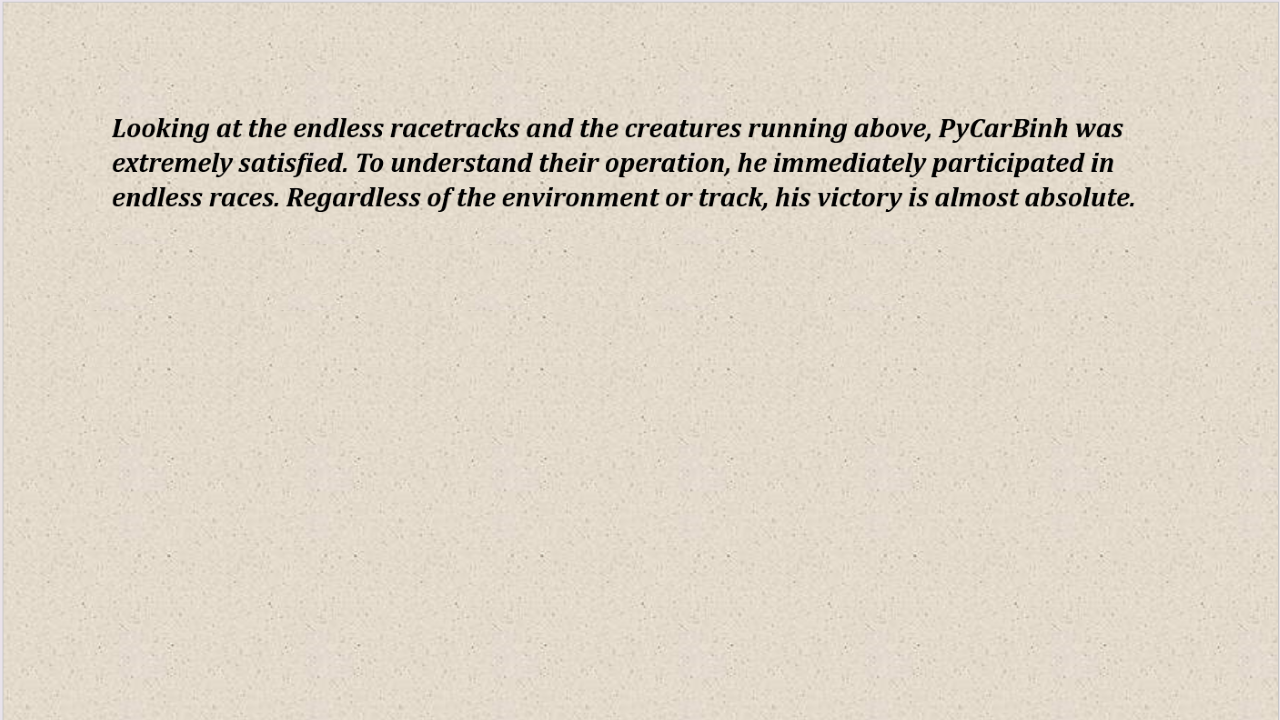 Looking at the endless racetracks and the creatures running above, PyCarBinh was
extremely satisfied. To understand their operation, he immediately participated in
endless races. Regardless of the environment or track, his victory is almost absolute.